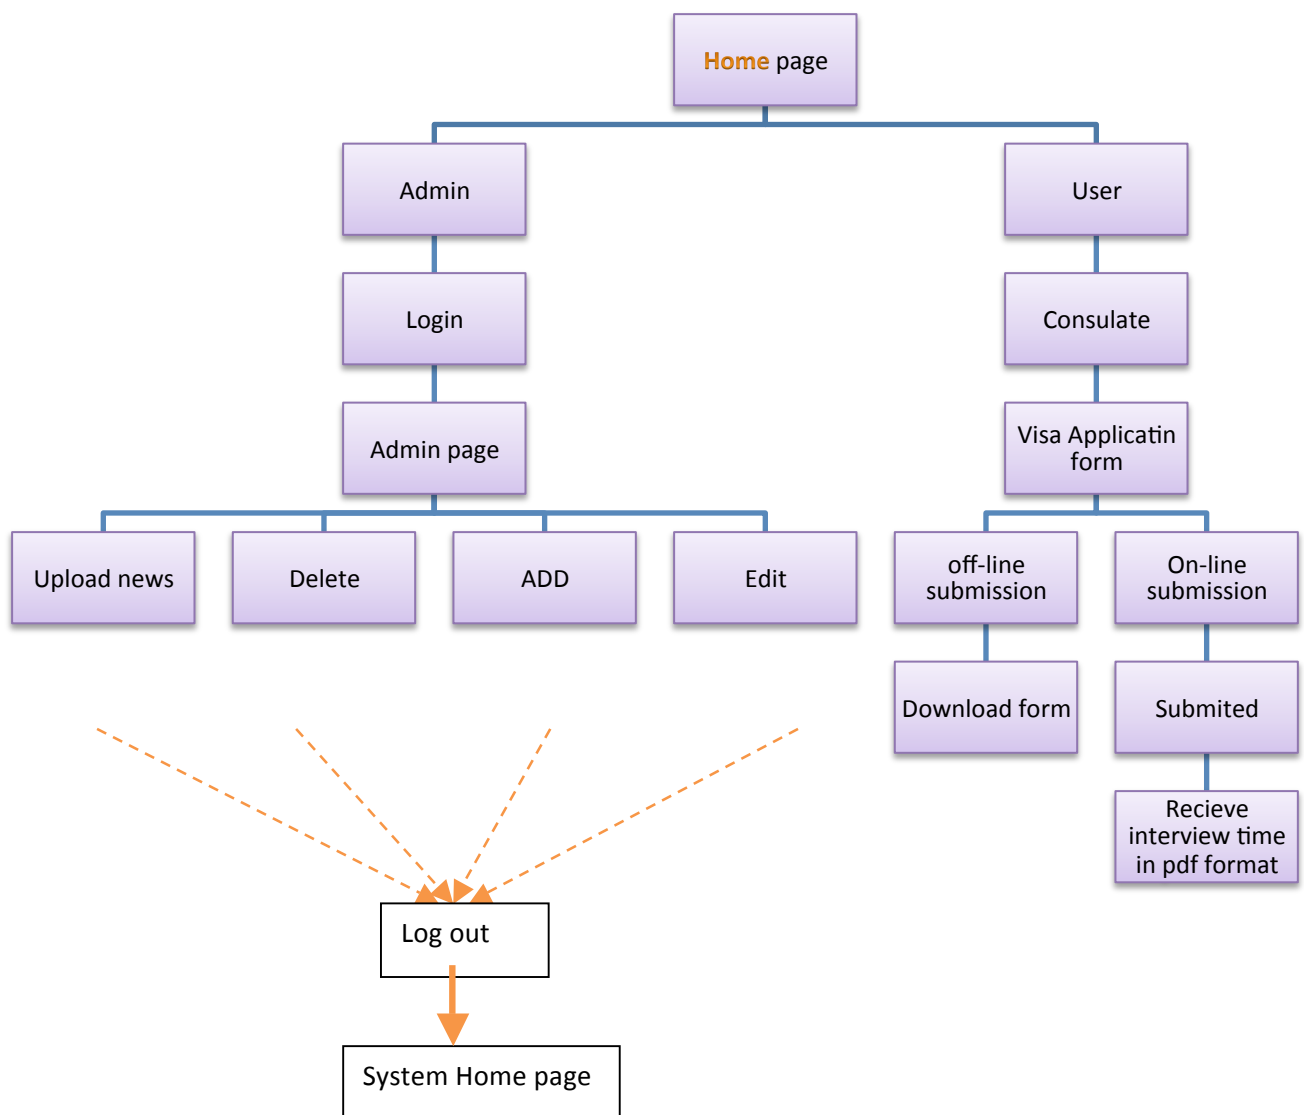 Home page
Admin
User
Login
Consulate
Admin page
Visa Applicatin
form
Upload news
Delete
ADD
Edit
off-line
submission
On-line
submission
Download form
Submited
Recieve
interview time
in pdf format
Log out
System Home page